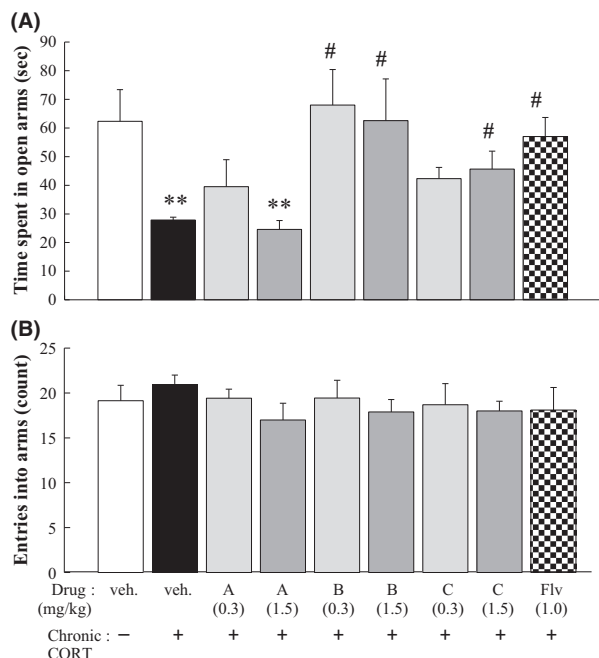 (A)
Time spent in open arms (sec)
90
80
70
60
50
40
30
20
10
0
**
**
#
#
#
#
(B)
Entries into arms (count)
25
20
15
10
5
0
Drug : veh. veh. A A B B C C Flv
(mg/kg) (0.3) (1.5) (0.3) (1.5) (0.3) (1.5) (1.0)
Chronic : − + + + + + + + +
CORT